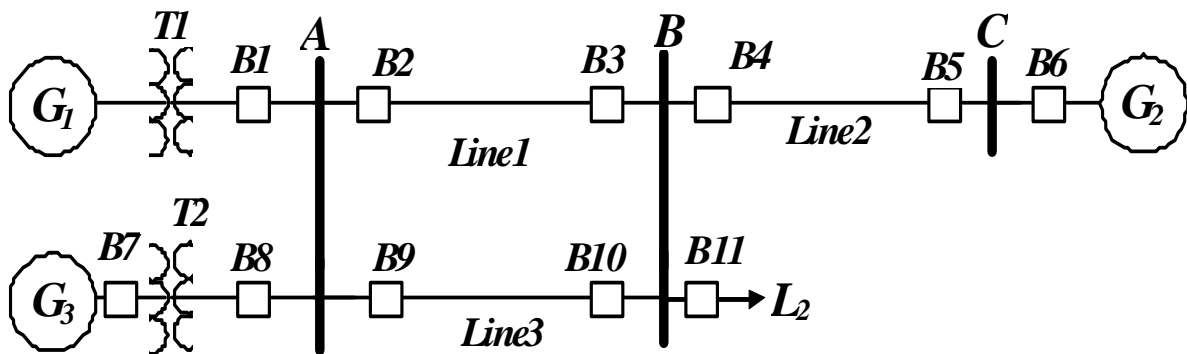 T1 A B C
B1 B2 B3 B4 B5 B6
G1 G2
Line1 Line2
T2
B7 B8 B9 B10 B11
G3 L2
Line3